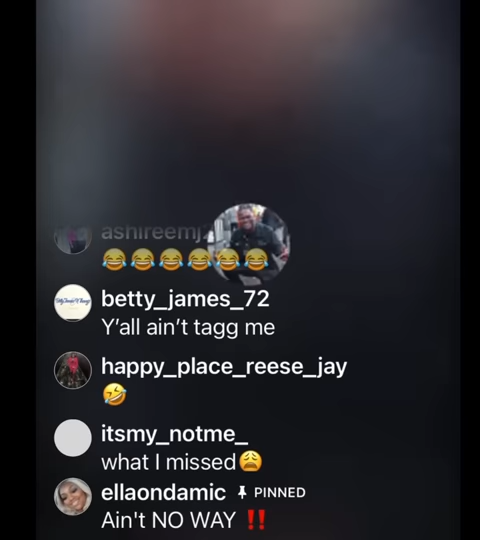 ashireemj
😂😂😂😂😂😂
betty_james_72
Y'all ain't tagg me
happy_place_reese_jay
🤣
itsmy_notme_
what I missed😩
ellaondamic PINNED
Ain't NO WAY ‼️